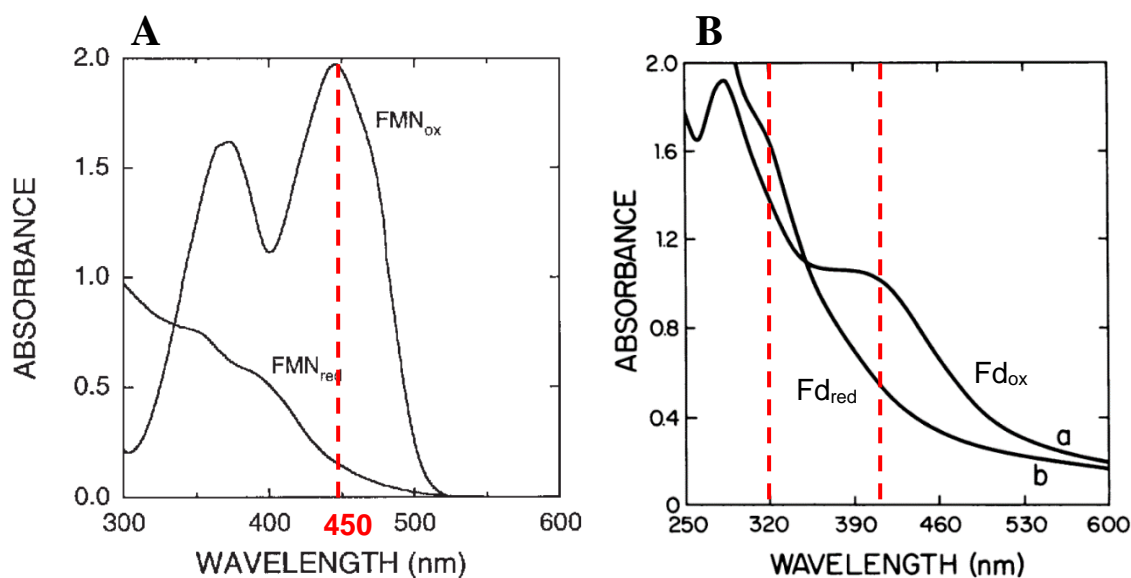 A
ABSORBANCE
2.0
1.5
1.0
0.5
0.0
FMNox
FMNred
300
400
450
500
600
WAVELENGTH (nm)
B
ABSORBANCE
2.0
1.6
1.2
0.8
0.4
0
Fdred
Fdox
a
b
250
320
390
460
530
600
WAVELENGTH (nm)